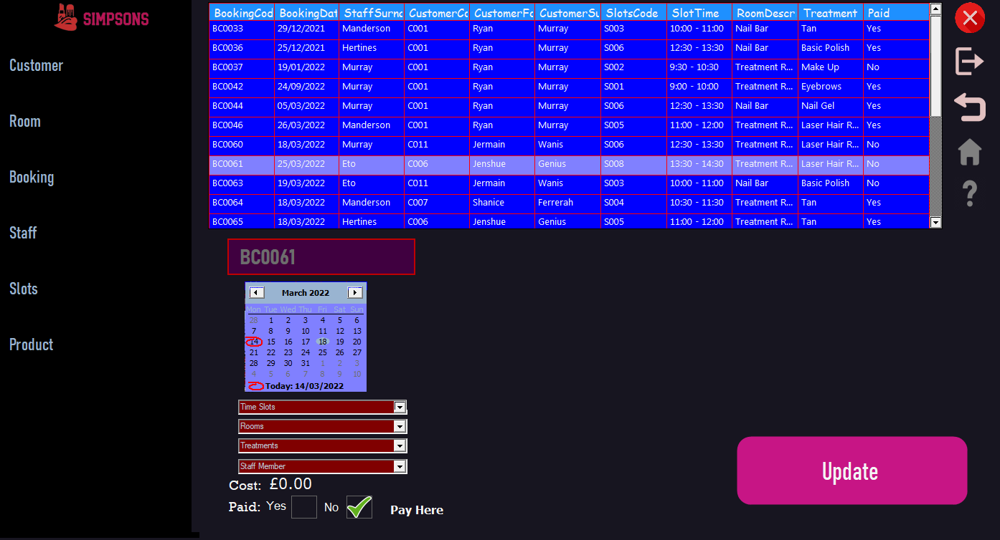 SIMPSONS
Customer
Room
Booking
Staff
Slots
Product
BookingCod BookingDat StaffSurna CustomerCo CustomerFo CustomerSu SlotsCode SlotTime RoomDescr Treatment Paid
BC0033 29/12/2021 Manderson C001 Ryan Murray S003 10:00 - 11:00 Nail Bar Tan Yes
BC0036 25/12/2021 Hertines C001 Ryan Murray S006 12:30 - 13:30 Nail Bar Basic Polish Yes
BC0037 19/01/2022 Murray C001 Ryan Murray S002 9:30 - 10:30 Treatment R... Make Up No
BC0042 24/09/2022 Murray C001 Ryan Murray S001 9:00 - 10:00 Treatment R... Eyebrows Yes
BC0044 05/03/2022 Murray C001 Ryan Murray S006 12:30 - 13:30 Nail Bar Nail Gel Yes
BC0046 26/03/2022 Manderson C001 Ryan Murray S005 11:00 - 12:00 Treatment R... Laser Hair R... Yes
BC0060 18/03/2022 Murray C011 Jermain Wanis S006 12:30 - 13:30 Treatment R... Laser Hair R... No
BC0061 25/03/2022 Eto C006 Jenshue Genius S008 13:30 - 14:30 Treatment R... Laser Hair R... No
BC0063 19/03/2022 Eto C011 Jermain Wanis S003 10:00 - 11:00 Nail Bar Basic Polish No
BC0064 18/03/2022 Manderson C007 Shanice Ferrerah S004 10:30 - 11:30 Treatment R... Tan Yes
BC0065 18/03/2022 Hertines C006 Jenshue Genius S005 11:00 - 12:00 Treatment R... Tan Yes
?
BC0061
March 2022
Mon Tue Wed Thu Fri Sat Sun
28 1 2 3 4 5 6
7 8 9 10 11 12 13
14 15 16 17 18 19 20
21 22 23 24 25 26 27
28 29 30 31 1 2 3
4 5 6 7 8 9 10
Today: 14/03/2022
Time Slots
Rooms
Treatments
Staff Member
Cost: £0.00
Paid: Yes No Pay Here
Update